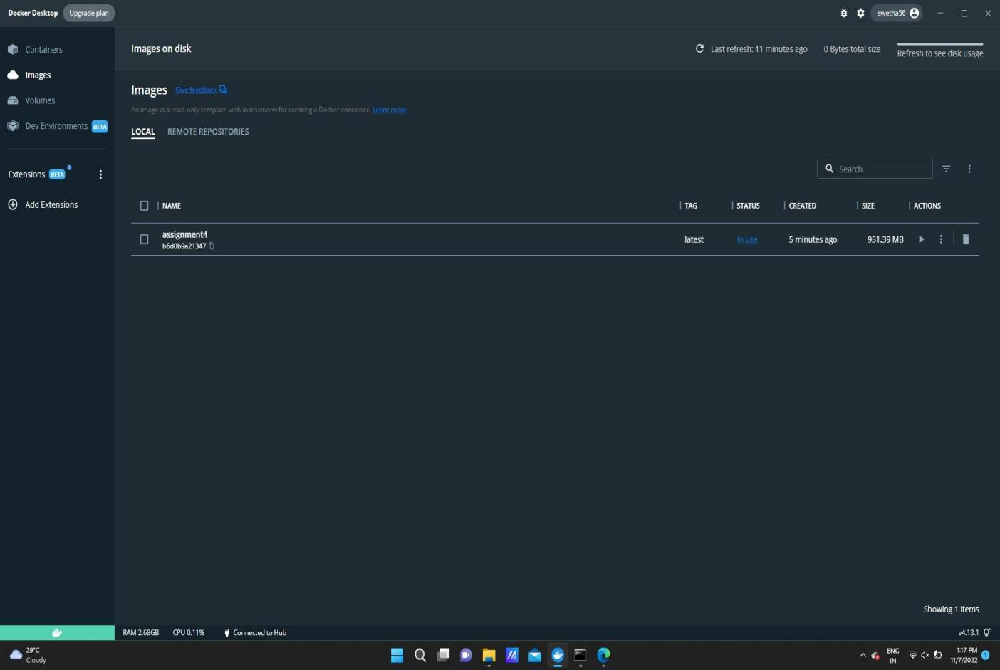 Docker Desktop Upgrade plan swetha56
Containers
Images
Volumes
Dev Environments BETA
Extensions BETA
Add Extensions
Images on disk Last refresh: 11 minutes ago 0 Bytes total size Refresh to see disk usage
Images Give feedback
An image is a read-only template with instructions for creating a Docker container. Learn more
LOCAL REMOTE REPOSITORIES
Search
NAME TAG STATUS CREATED SIZE ACTIONS
assignment4 latest In use 5 minutes ago 951.39 MB
b6d0b9a21347
Showing 1 items
RAM 2.68GB CPU 0.11% Connected to Hub v4.13.1
29°C
Cloudy
ENG
IN
1:17 PM
11/7/2022
1